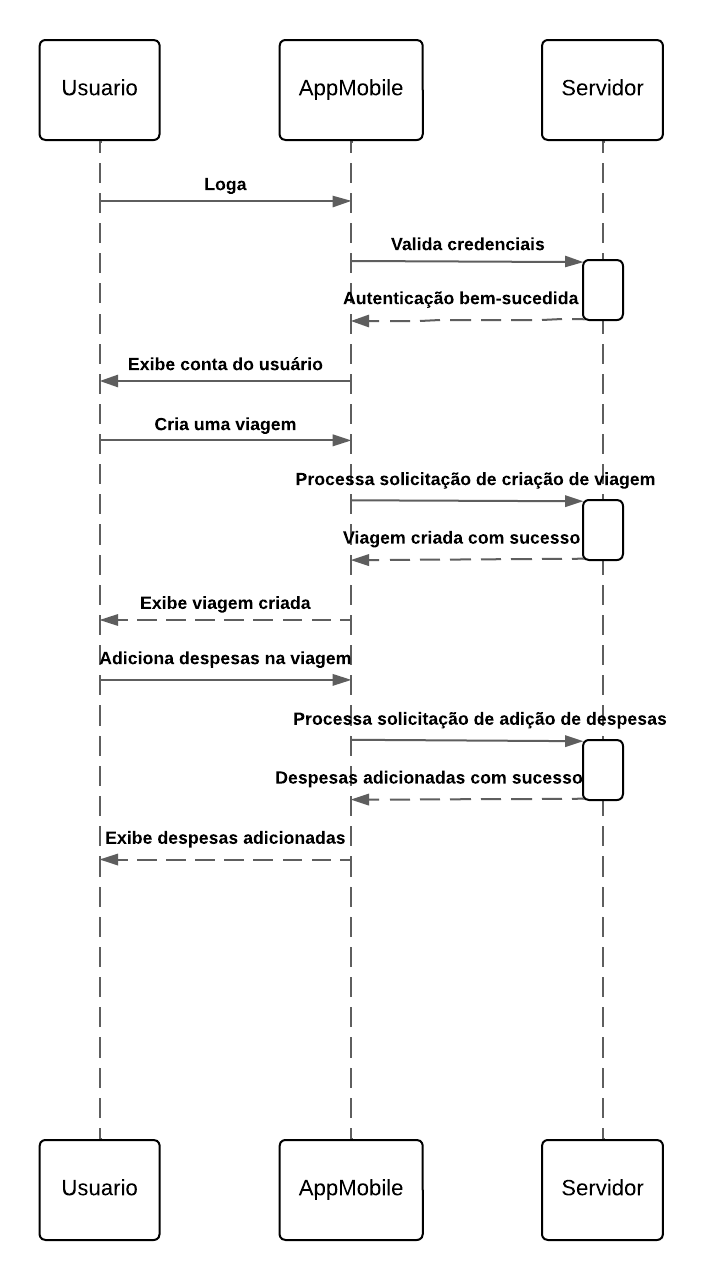 Usuario
AppMobile
Servidor
Loga
Valida credenciais
Autenticação bem-sucedida
Exibe conta do usuário
Cria uma viagem
Processa solicitação de criação de viagem
Viagem criada com sucesso
Exibe viagem criada
Adiciona despesas na viagem
Processa solicitação de adição de despesas
Despesas adicionadas com sucesso
Exibe despesas adicionadas
Usuario
AppMobile
Servidor